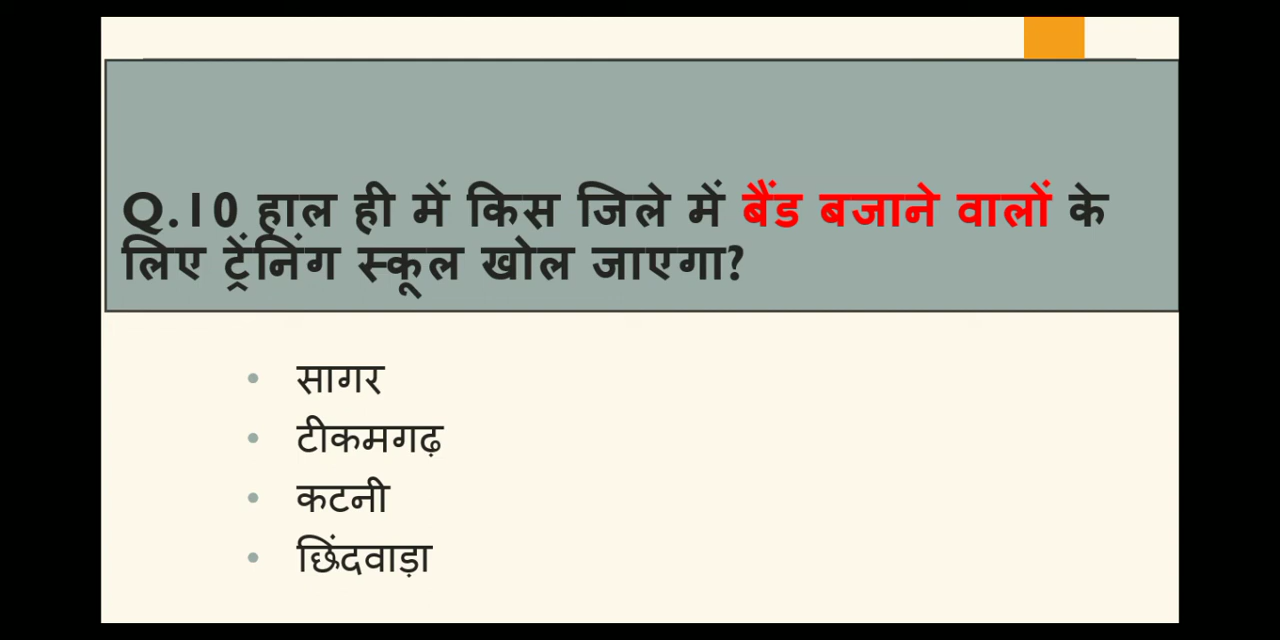 Q.10 हाल ही में किस जिले में बैंड बजाने वालों के
लिए ट्रेंनिंग स्कूल खोल जाएगा?
• सागर
• टीकमगढ़
• कटनी
• छिंदवाड़ा